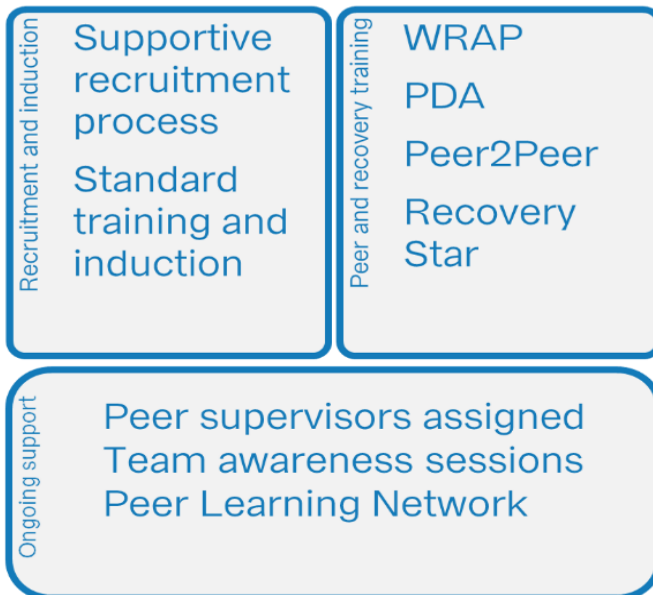 Recruitment and induction
Supportive
recruitment
process
Standard
training and
induction
Peer and recovery training
WRAP
PDA
Peer2Peer
Recovery
Star
Ongoing support
Peer supervisors assigned
Team awareness sessions
Peer Learning Network